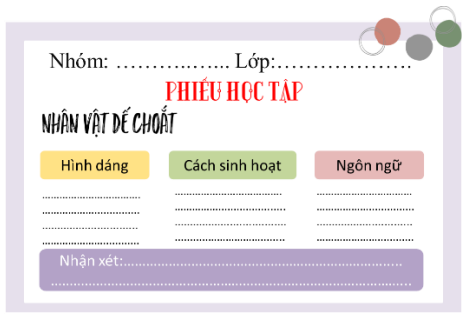 Nhóm: ………..…... Lớp:……………….
PHIẾU HỌC TẬP
NHÂN VẬT DẾ CHOẮT
Hình dáng Cách sinh hoạt Ngôn ngữ
................................ ................................ ................................
................................ ................................ ................................
................................ ................................ ................................
................................ ................................ ................................
Nhận xét:................................................................
................................................................................